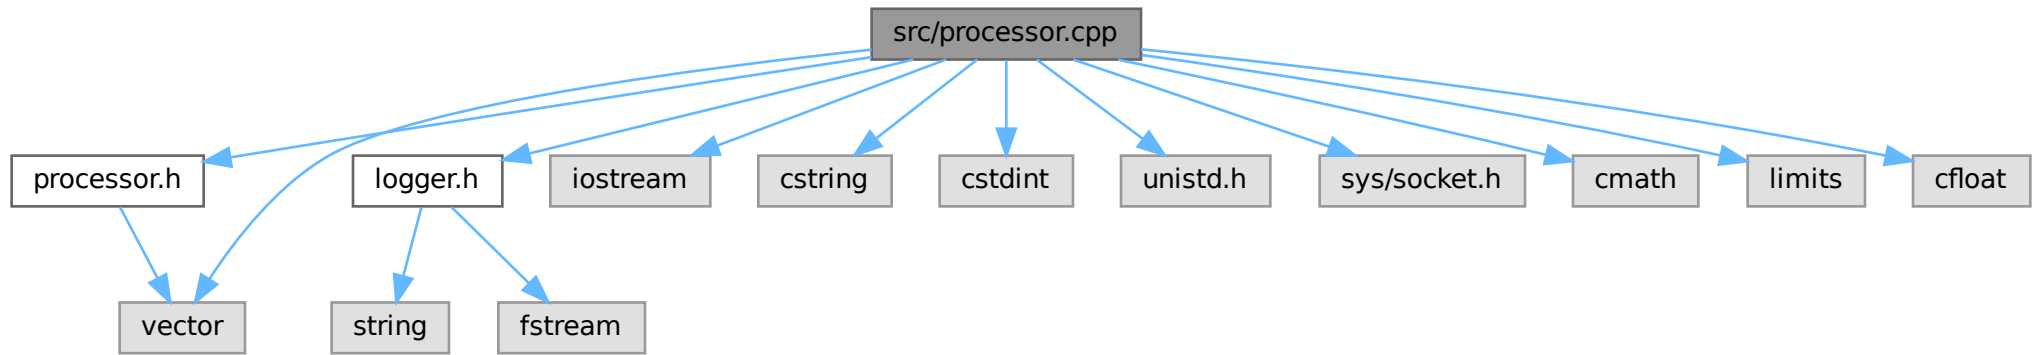 src/processor.cpp
processor.h
logger.h
iostream
cstring
cstdint
unistd.h
sys/socket.h
cmath
limits
cfloat
vector
string
fstream